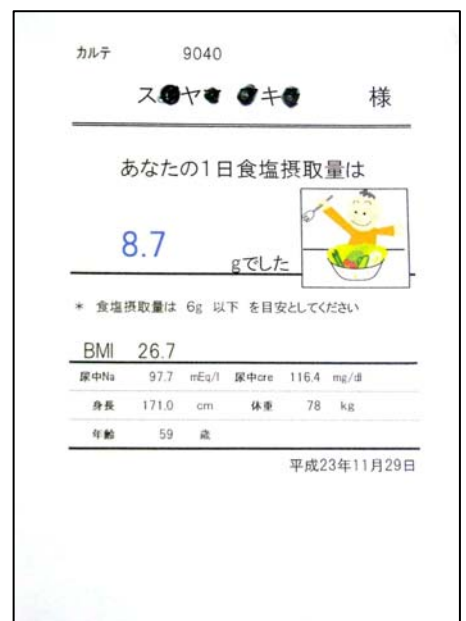 カルテ 9040
様
あなたの1日食塩摂取量は
8.7 gでした
* 食塩摂取量は 6g 以下 を目安としてください
BMI 26.7
尿中Na 97.7 mEq/l 尿中cre 116.4 mg/dl
身長 171.0 cm 体重 78 kg
年齢 59 歳
平成23年11月29日